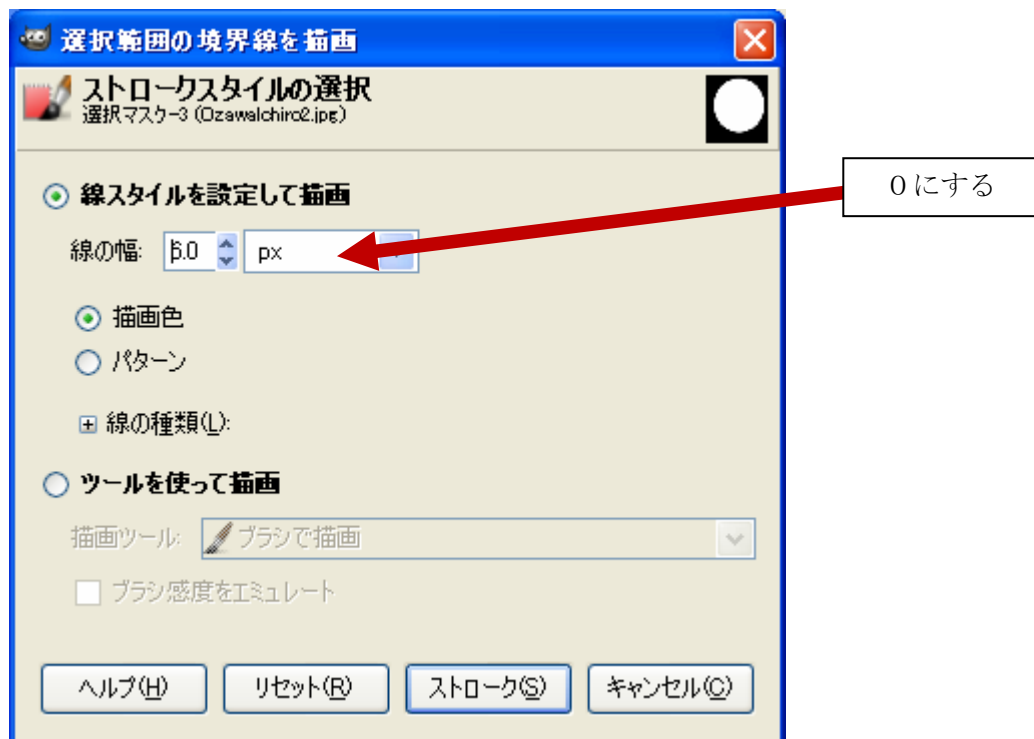 選択範囲の境界線を描画
ストロークスタイルの選択
選択マスク-3 (OzawaIchiro2.jpg)
線スタイルを設定して描画
０にする
線の幅: 6.0 px
描画色
パターン
線の種類(L):
ツールを使って描画
描画ツール: ブラシで描画
ブラシ感度をエミュレート
ヘルプ(H) リセット(R) ストローク(S) キャンセル(C)